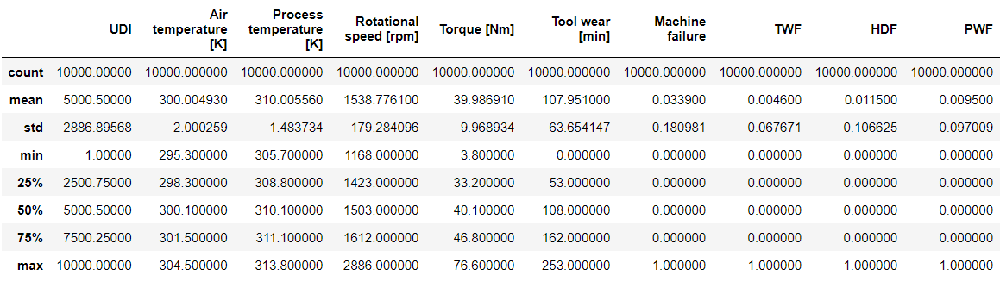 UDI Air temperature [K] Process temperature [K] Rotational speed [rpm] Torque [Nm] Tool wear [min] Machine failure TWF HDF PWF
count 10000.00000 10000.000000 10000.000000 10000.000000 10000.000000 10000.000000 10000.000000 10000.000000 10000.000000 10000.000000
mean 5000.50000 300.004930 310.005560 1538.776100 39.986910 107.951000 0.033900 0.004600 0.011500 0.009500
std 2886.89568 2.000259 1.483734 179.284096 9.968934 63.654147 0.180981 0.067671 0.106625 0.097009
min 1.00000 295.300000 305.700000 1168.000000 3.800000 0.000000 0.000000 0.000000 0.000000 0.000000
25% 2500.75000 298.300000 308.800000 1423.000000 33.200000 53.000000 0.000000 0.000000 0.000000 0.000000
50% 5000.50000 300.100000 310.100000 1503.000000 40.100000 108.000000 0.000000 0.000000 0.000000 0.000000
75% 7500.25000 301.500000 311.100000 1612.000000 46.800000 162.000000 0.000000 0.000000 0.000000 0.000000
max 10000.00000 304.500000 313.800000 2886.000000 76.600000 253.000000 1.000000 1.000000 1.000000 1.000000